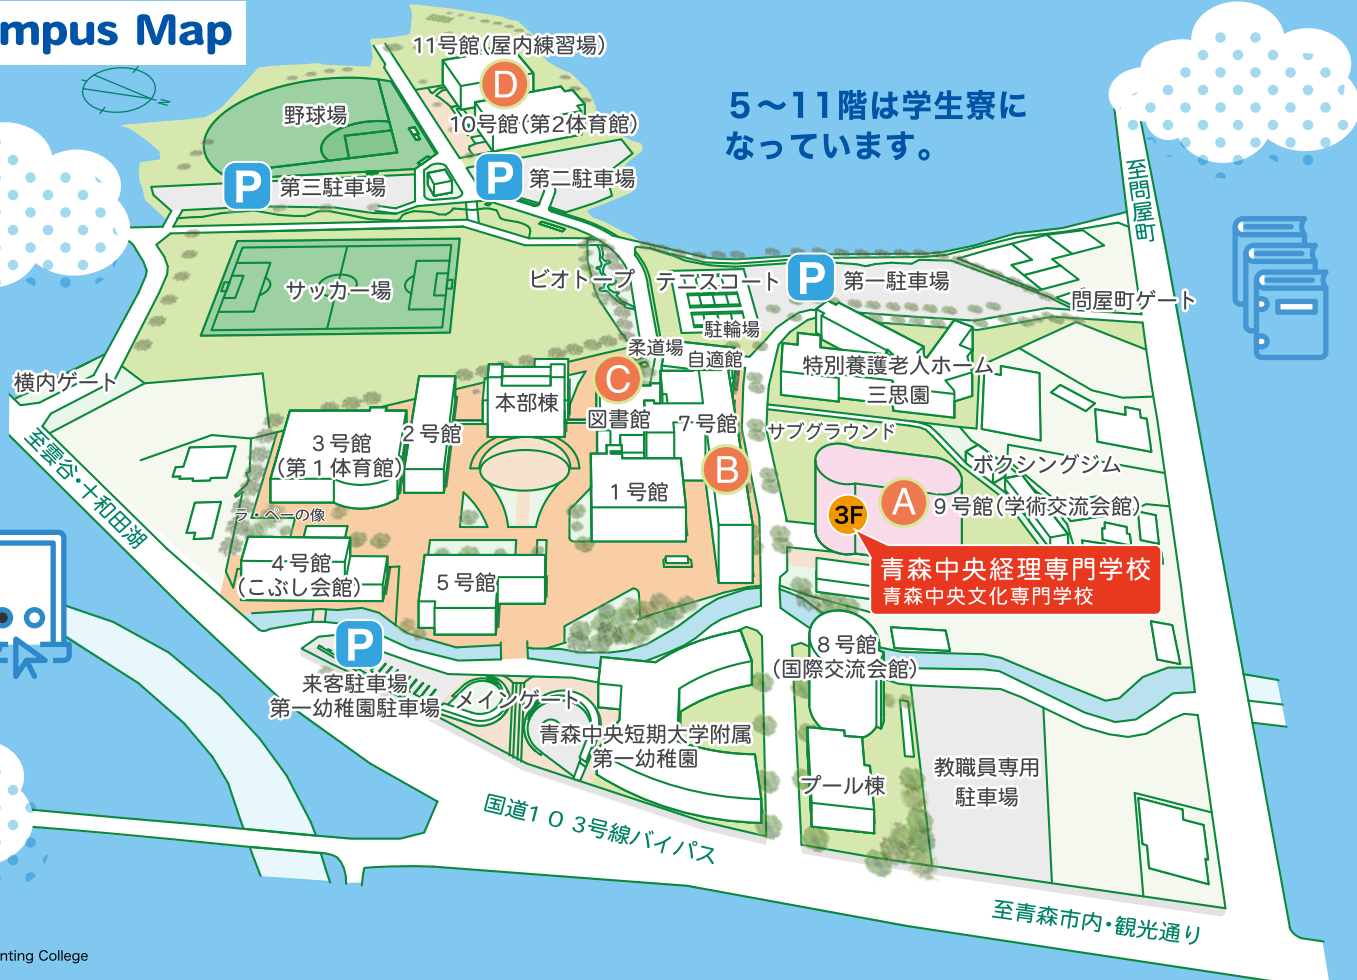 mpus Map
11号館(屋内練習場)
D
10号館(第2体育館)
野球場
5〜11階は学生寮に
なっています。
P
第三駐車場
P
第二駐車場
至問屋町
N
サッカー場
ビオトープ
テニスコート
P
第一駐車場
問屋町ゲート
駐輪場
柔道場
自適館
特別養護老人ホーム
三思園
横内ゲート
C
本部棟
図書館
7号館
サブグラウンド
2号館
3号館
(第1体育館)
至雲谷・十和田湖
B
ボクシングジム
1号館
A
9号館(学術交流会館)
3F
ラ・ペーの像
4号館
(こぶし会館)
5号館
青森中央経理専門学校
青森中央文化専門学校
P
来客駐車場
第一幼稚園駐車場
メインゲート
8号館
(国際交流会館)
青森中央短期大学附属
第一幼稚園
プール棟
教職員専用
駐車場
国道103号線バイパス
至青森市内・観光通り
nting College